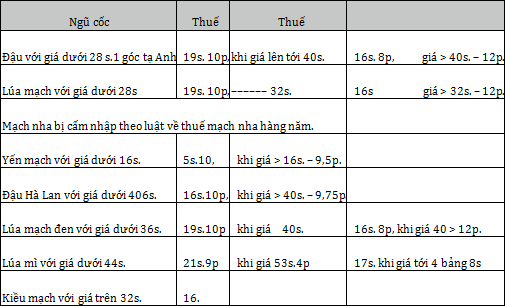 Ngũ cốc Thuế Thuế
Đậu với giá dưới 28 s.1 góc tạ Anh 19s. 10p, khi giá lên tới 40s. 16s. 8p, giá > 40s. – 12p.
Lúa mạch với giá dưới 28s 19s. 10p, –––––– 32s. 16s giá > 32s. – 12p.
Mạch nha bị cấm nhập theo luật về thuế mạch nha hàng năm.
Yến mạch với giá dưới 16s. 5s.10, khi giá > 16s. – 9,5p.
Đậu Hà Lan với giá dưới 406s. 16s.10p, khi giá > 40s. – 9,75p
Lúa mạch đen với giá dưới 36s. 19s.10p khi giá 40s. 16s. 8p, khi giá 40 > 12p.
Lúa mì với giá dưới 44s. 21s.9p khi giá 53s.4p 17s. khi giá tới 4 bảng 8s
Kiều mạch với giá trên 32s. 16.